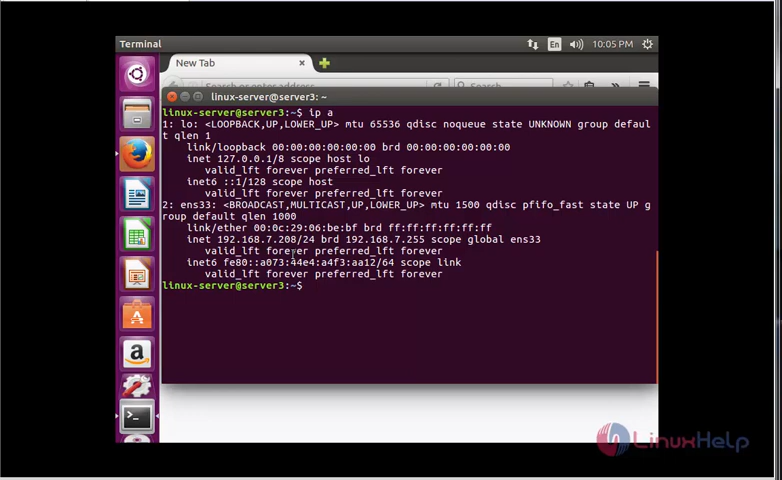 Terminal
En
10:05 PM
New Tab
Search or enter address
Search
linux-server@server3: ~
linux-server@server3:~$ ip a
1: lo: <LOOPBACK,UP,LOWER_UP> mtu 65536 qdisc noqueue state UNKNOWN group defaul
t qlen 1
link/loopback 00:00:00:00:00:00 brd 00:00:00:00:00:00
inet 127.0.0.1/8 scope host lo
valid_lft forever preferred_lft forever
inet6 ::1/128 scope host
valid_lft forever preferred_lft forever
2: ens33: <BROADCAST,MULTICAST,UP,LOWER_UP> mtu 1500 qdisc pfifo_fast state UP g
roup default qlen 1000
link/ether 00:0c:29:06:be:bf brd ff:ff:ff:ff:ff:ff
inet 192.168.7.208/24 brd 192.168.7.255 scope global ens33
valid_lft forever preferred_lft forever
inet6 fe80::a073:44e4:a4f3:aa12/64 scope link
valid_lft forever preferred_lft forever
linux-server@server3:~$
LinuxHelp